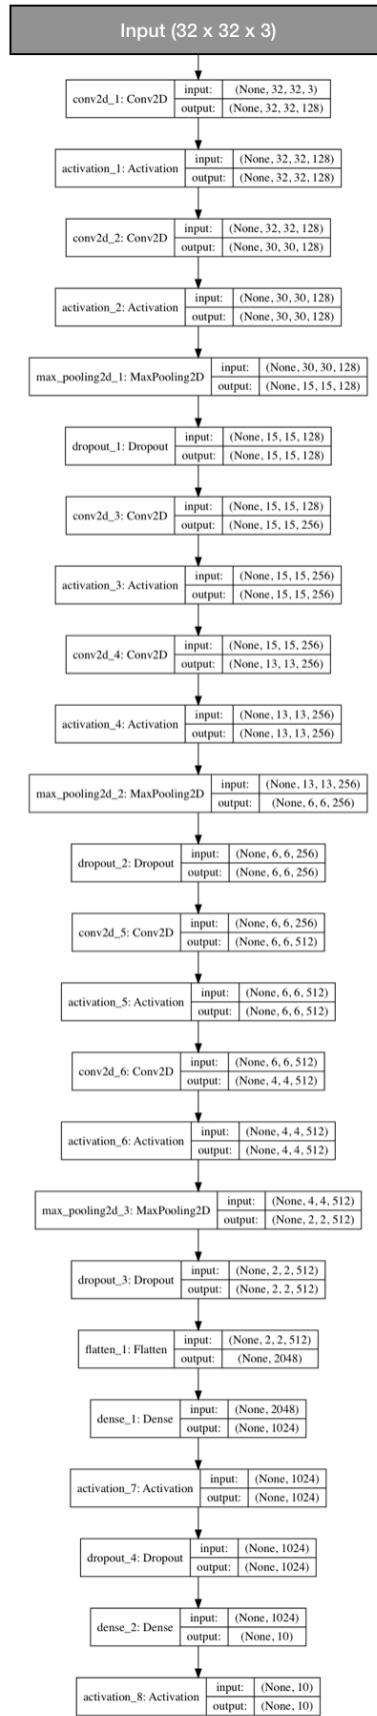 Input (32 x 32 x 3)
conv2d_1: Conv2D
input: (None, 32, 32, 3)
output: (None, 32, 32, 128)
activation_1: Activation
input: (None, 32, 32, 128)
output: (None, 32, 32, 128)
conv2d_2: Conv2D
input: (None, 32, 32, 128)
output: (None, 30, 30, 128)
activation_2: Activation
input: (None, 30, 30, 128)
output: (None, 30, 30, 128)
max_pooling2d_1: MaxPooling2D
input: (None, 30, 30, 128)
output: (None, 15, 15, 128)
dropout_1: Dropout
input: (None, 15, 15, 128)
output: (None, 15, 15, 128)
conv2d_3: Conv2D
input: (None, 15, 15, 128)
output: (None, 15, 15, 256)
activation_3: Activation
input: (None, 15, 15, 256)
output: (None, 15, 15, 256)
conv2d_4: Conv2D
input: (None, 15, 15, 256)
output: (None, 13, 13, 256)
activation_4: Activation
input: (None, 13, 13, 256)
output: (None, 13, 13, 256)
max_pooling2d_2: MaxPooling2D
input: (None, 13, 13, 256)
output: (None, 6, 6, 256)
dropout_2: Dropout
input: (None, 6, 6, 256)
output: (None, 6, 6, 256)
conv2d_5: Conv2D
input: (None, 6, 6, 256)
output: (None, 6, 6, 512)
activation_5: Activation
input: (None, 6, 6, 512)
output: (None, 6, 6, 512)
conv2d_6: Conv2D
input: (None, 6, 6, 512)
output: (None, 4, 4, 512)
activation_6: Activation
input: (None, 4, 4, 512)
output: (None, 4, 4, 512)
max_pooling2d_3: MaxPooling2D
input: (None, 4, 4, 512)
output: (None, 2, 2, 512)
dropout_3: Dropout
input: (None, 2, 2, 512)
output: (None, 2, 2, 512)
flatten_1: Flatten
input: (None, 2, 2, 512)
output: (None, 2048)
dense_1: Dense
input: (None, 2048)
output: (None, 1024)
activation_7: Activation
input: (None, 1024)
output: (None, 1024)
dropout_4: Dropout
input: (None, 1024)
output: (None, 1024)
dense_2: Dense
input: (None, 1024)
output: (None, 10)
activation_8: Activation
input: (None, 10)
output: (None, 10)